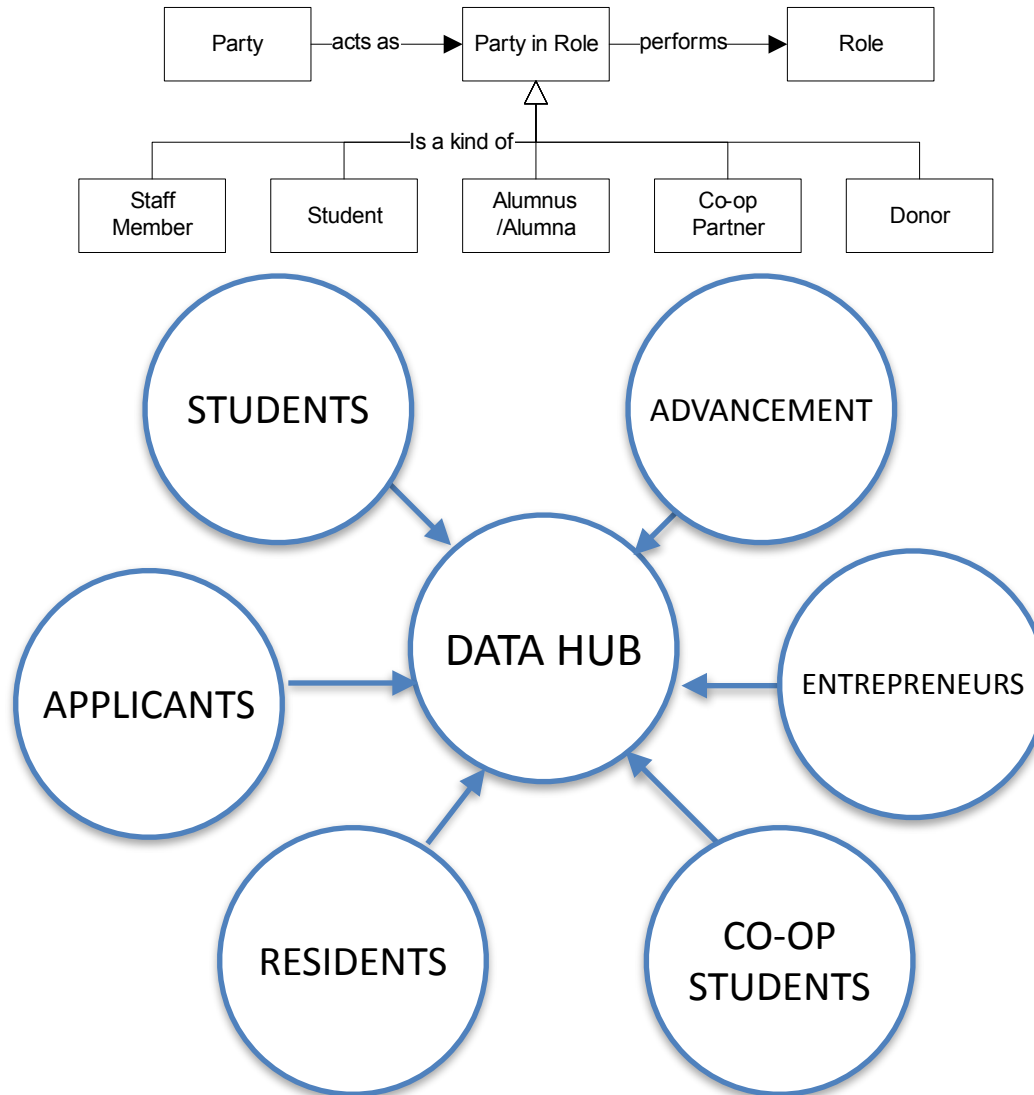 Party
acts as
Party in Role
performs
Role
Is a kind of
Staff
Member
Student
Alumnus
/Alumna
Co-op
Partner
Donor
STUDENTS
ADVANCEMENT
DATA HUB
APPLICANTS
ENTREPRENEURS
RESIDENTS
CO-OP
STUDENTS